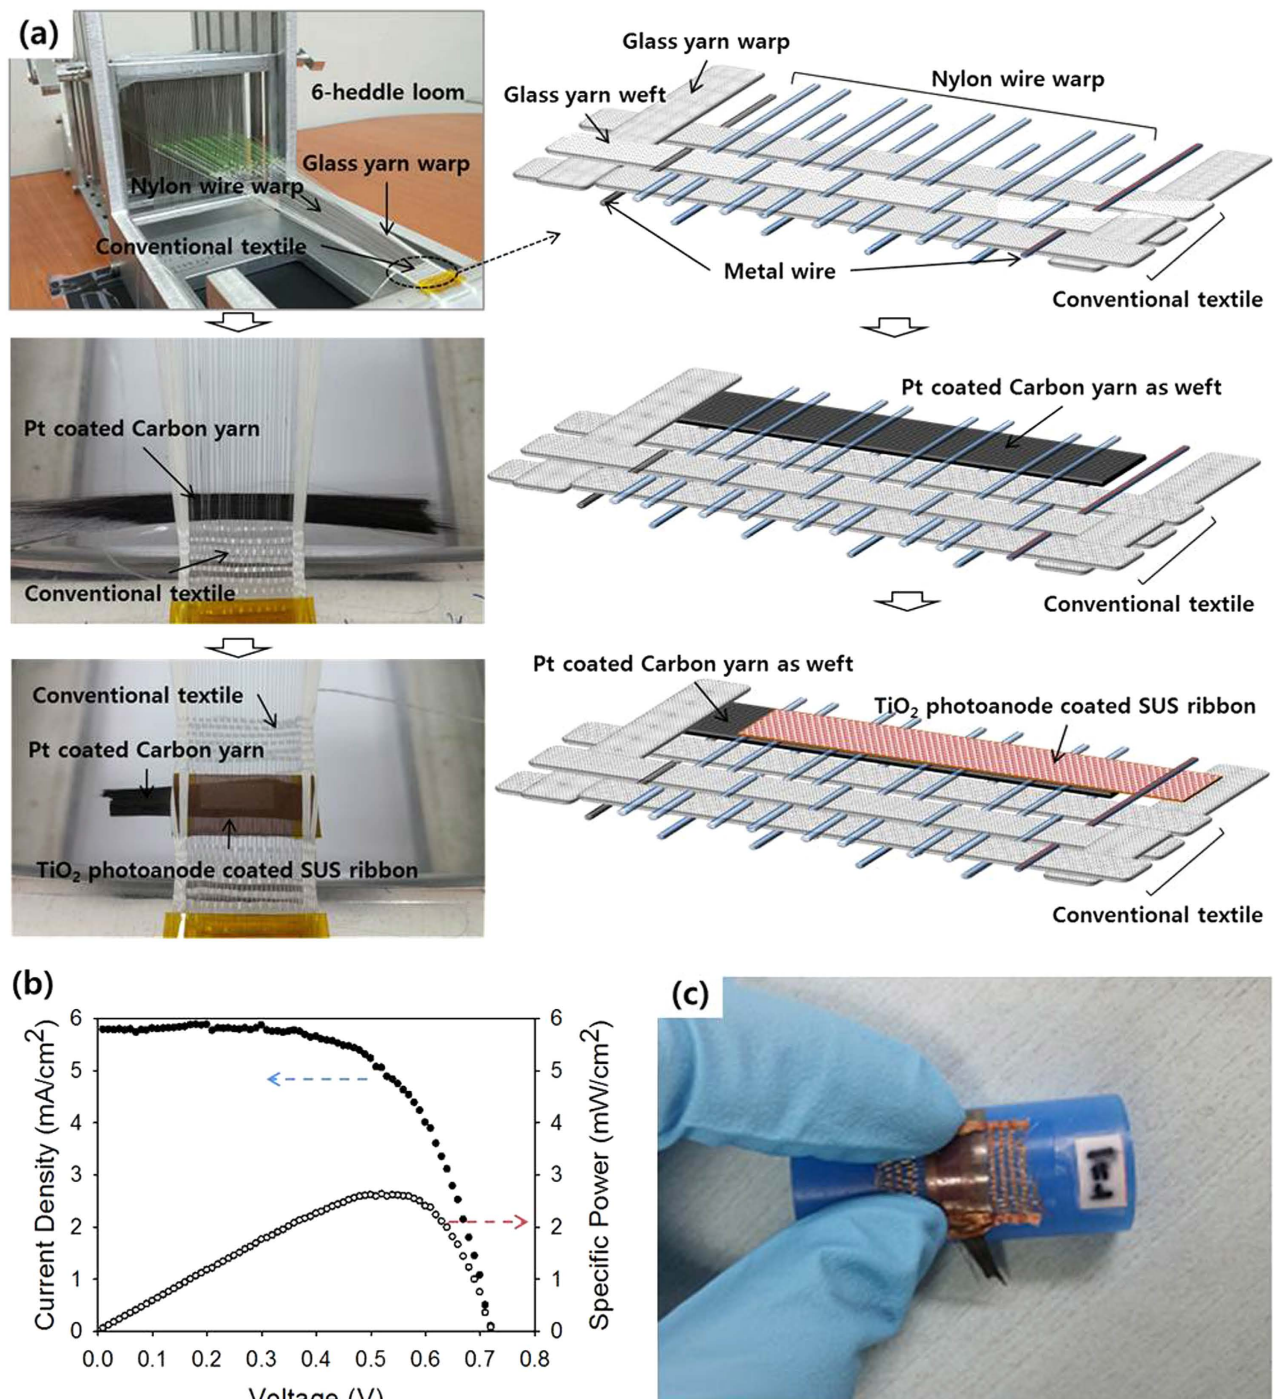 (a)
6-heddle loom
Glass yarn warp
Nylon wire warp
Conventional textile
Glass yarn warp
Nylon wire warp
Glass yarn weft
Metal wire
Conventional textile
Pt coated Carbon yarn
Conventional textile
Pt coated Carbon yarn as weft
Conventional textile
Conventional textile
Pt coated Carbon yarn
TiO₂ photoanode coated SUS ribbon
Pt coated Carbon yarn as weft
TiO₂ photoanode coated SUS ribbon
Conventional textile
(b)
Current Density (mA/cm²)
6
5
4
3
2
1
0
0.0 0.1 0.2 0.3 0.4 0.5 0.6 0.7 0.8
Voltage (V)
6
5
4
3
2
1
0
Specific Power (mW/cm²)
(c)
r=1